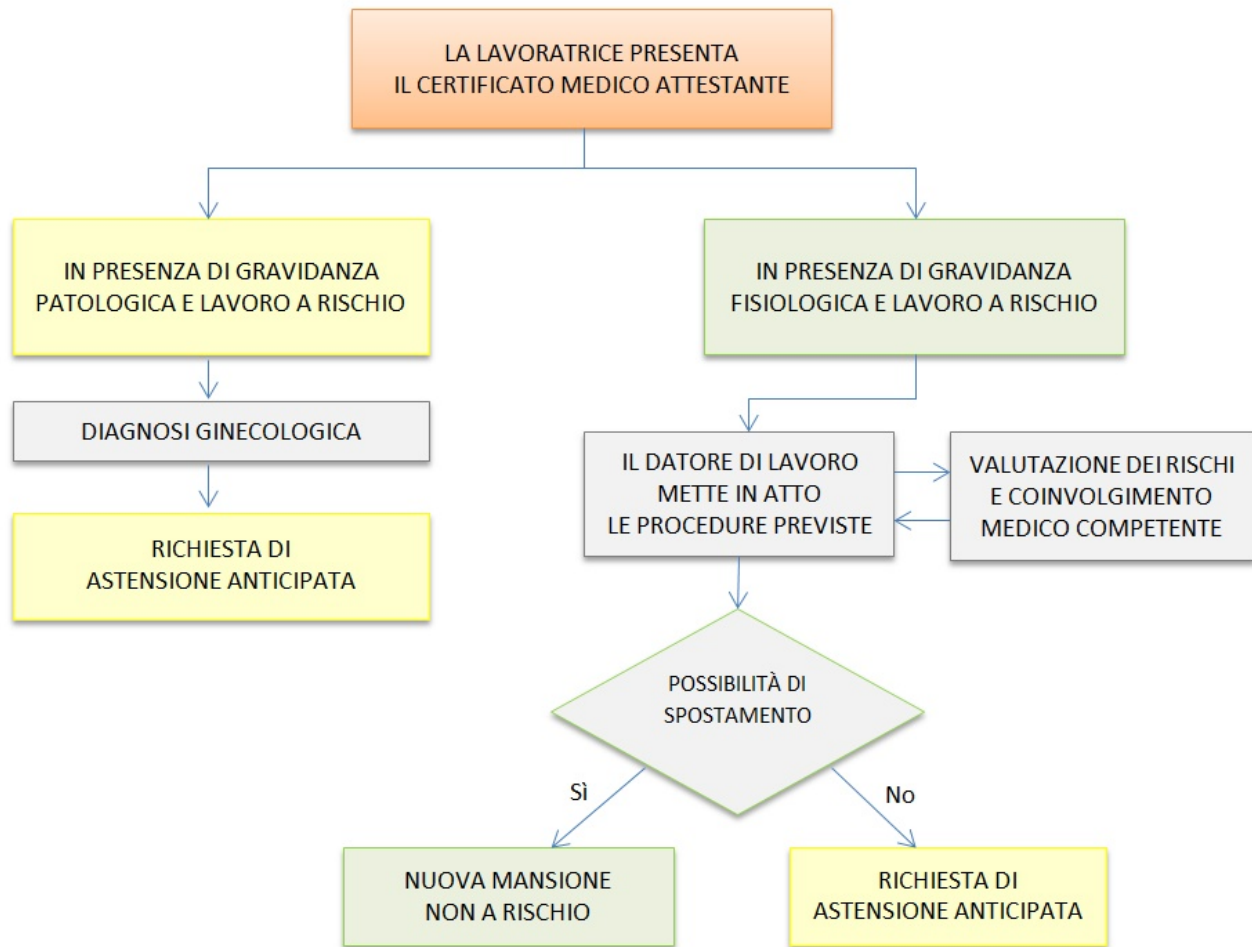 LA LAVORATRICE PRESENTA
IL CERTIFICATO MEDICO ATTESTANTE
IN PRESENZA DI GRAVIDANZA
PATOLOGICA E LAVORO A RISCHIO
IN PRESENZA DI GRAVIDANZA
FISIOLOGICA E LAVORO A RISCHIO
DIAGNOSI GINECOLOGICA
RICHIESTA DI
ASTENSIONE ANTICIPATA
IL DATORE DI LAVORO
METTE IN ATTO
LE PROCEDURE PREVISTE
VALUTAZIONE DEI RISCHI
E COINVOLGIMENTO
MEDICO COMPETENTE
POSSIBILITÀ DI
SPOSTAMENTO
Sì
No
NUOVA MANSIONE
NON A RISCHIO
RICHIESTA DI
ASTENSIONE ANTICIPATA